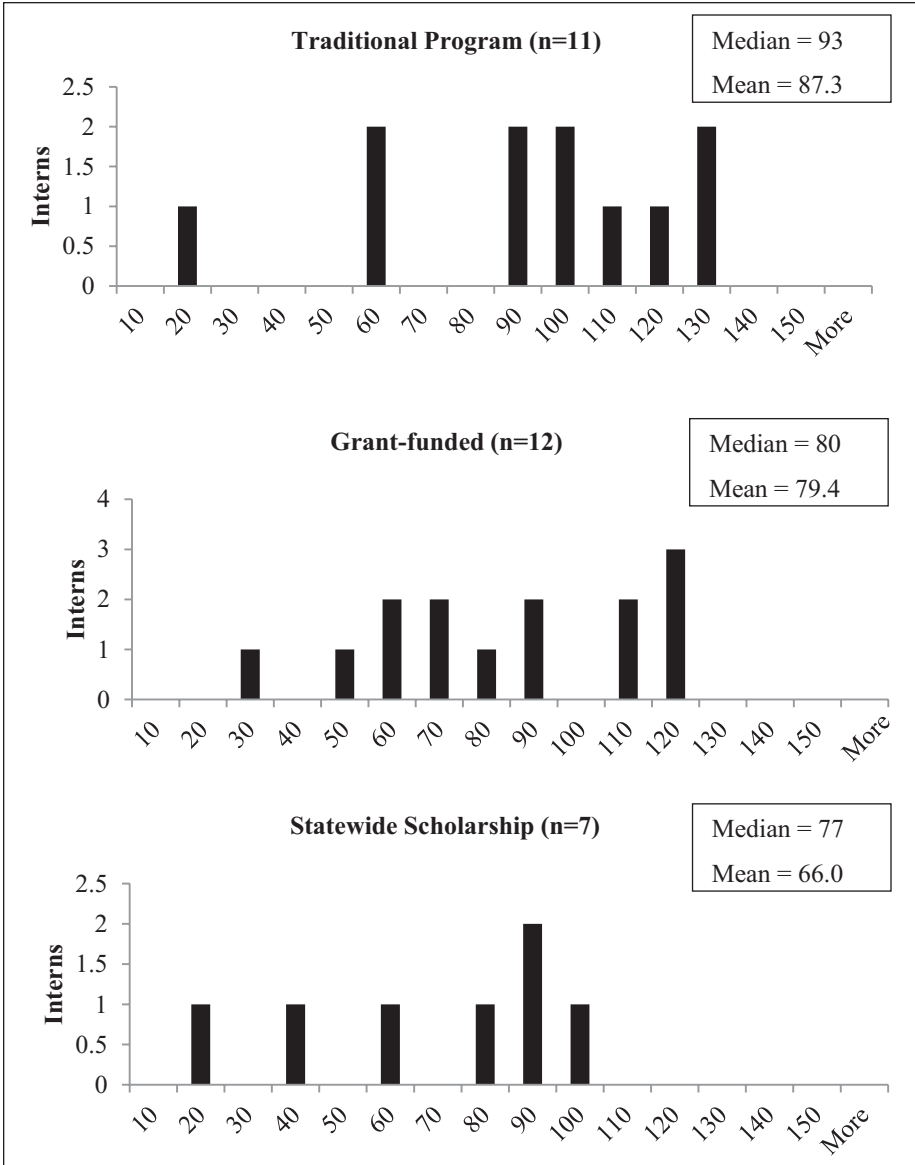 Traditional Program (n=11)
Median = 93
Mean = 87.3
2.5
2
1.5
1
0.5
0
Interns
10 20 30 40 50 60 70 80 90 100 110 120 130 140 150 More
Grant-funded (n=12)
Median = 80
Mean = 79.4
4
3
2
1
0
Interns
10 20 30 40 50 60 70 80 90 100 110 120 130 140 150 More
Statewide Scholarship (n=7)
Median = 77
Mean = 66.0
2.5
2
1.5
1
0.5
0
Interns
10 20 30 40 50 60 70 80 90 100 110 120 130 140 150 More